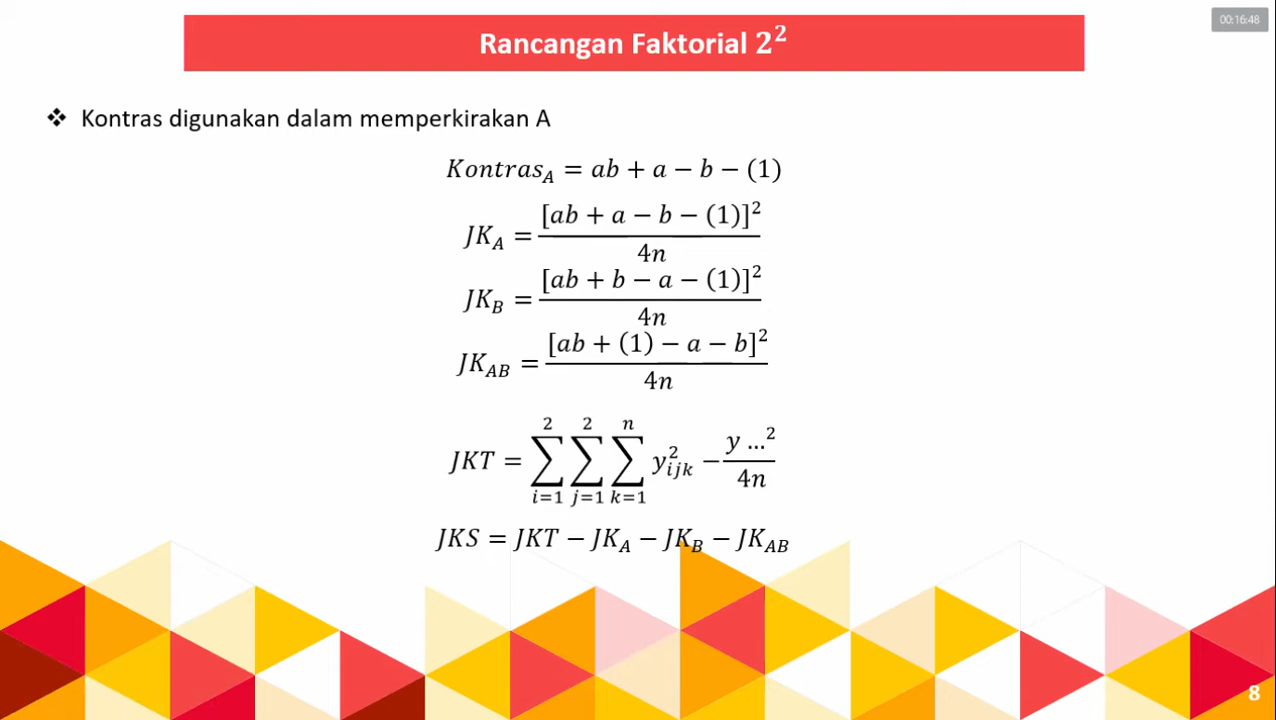 00:16:48
Rancangan Faktorial 2²
❖ Kontras digunakan dalam memperkirakan A
Kontras_A = ab + a − b − (1)
JK_A = [ab + a − b − (1)]² / 4n
JK_B = [ab + b − a − (1)]² / 4n
JK_AB = [ab + (1) − a − b]² / 4n
JKT = ∑_{i=1}^{2} ∑_{j=1}^{2} ∑_{k=1}^{n} y_{ijk}^2 − y …² / 4n
JKS = JKT − JK_A − JK_B − JK_AB
8